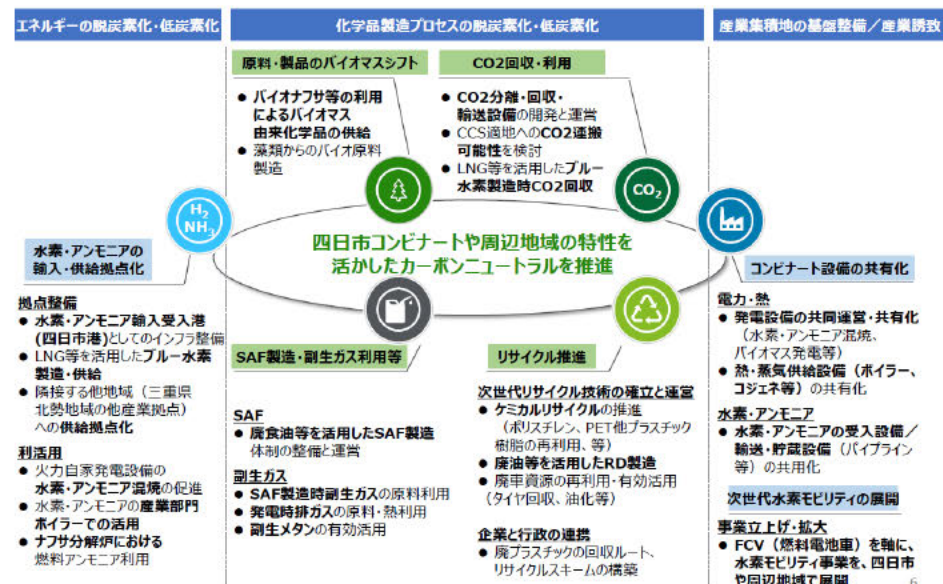 エネルギーの脱炭素化・低炭素化
化学品製造プロセスの脱炭素化・低炭素化
産業集積地の基盤整備／産業誘致
原料・製品のバイオマスシフト
● バイオナフサ等の利用
によるバイオマス
由来化学品の供給
● 藻類からのバイオ原料
製造
CO2回収・利用
● CO2分離・回収・
輸送設備の開発と運営
● CCS適地へのCO2運搬
可能性を検討
● LNG等を活用したブルー
水素製造時CO2回収
H2
NH3
CO2
四日市コンビナートや周辺地域の特性を
活かしたカーボンニュートラルを推進
水素・アンモニアの
輸入・供給拠点化
拠点整備
● 水素・アンモニア輸入受入港
(四日市港)としてのインフラ整備
● LNG等を活用したブルー水素
製造・供給
● 隣接する他地域（三重県
北勢地域の他産業拠点）
への供給拠点化
利活用
● 火力自家発電設備の
水素・アンモニア混焼の促進
● 水素・アンモニアの産業部門
ボイラーでの活用
● ナフサ分解炉における
燃料アンモニア利用
SAF製造・副生ガス利用等
SAF
● 廃食油等を活用したSAF製造
体制の整備と運営
副生ガス
● SAF製造時副生ガスの原料利用
● 発電時排ガスの原料・熱利用
● 副生メタンの有効活用
リサイクル推進
次世代リサイクル技術の確立と運営
● ケミカルリサイクルの推進
（ポリスチレン、PET他プラスチック
樹脂の再利用、等）
● 廃油等を活用したRD製造
● 廃車資源の再利用・有効活用
（タイヤ回収、油化等）
企業と行政の連携
● 廃プラスチックの回収ルート、
リサイクルスキームの構築
コンビナート設備の共有化
電力・熱
● 発電設備の共同運営・共有化
（水素・アンモニア混焼、
バイオマス発電等）
● 熱・蒸気供給設備（ボイラー、
コジェネ等）の共有化
水素・アンモニア
● 水素・アンモニアの受入設備／
輸送・貯蔵設備（パイプライン
等）の共用化
次世代水素モビリティの展開
事業立上げ・拡大
● FCV（燃料電池車）を軸に、
水素モビリティ事業を、四日市
や周辺地域で展開
6